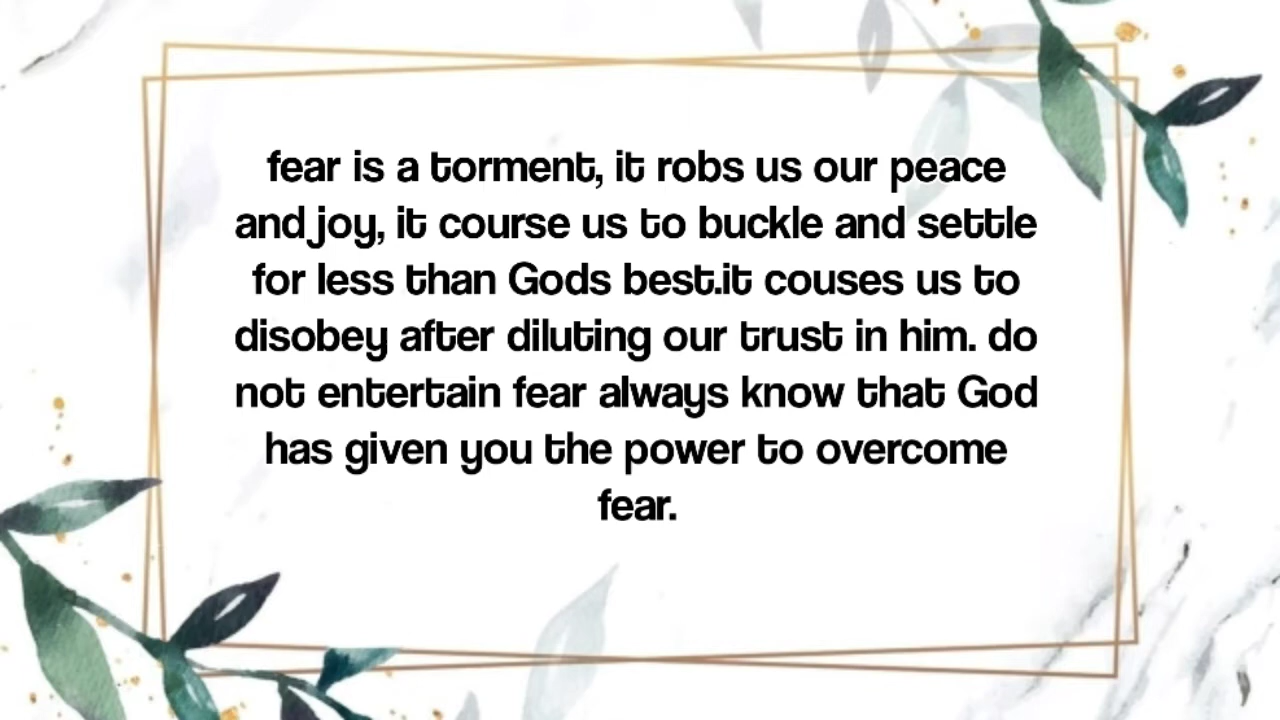 fear is a torment, it robs us our peace
and joy, it course us to buckle and settle
for less than Gods best.it couses us to
disobey after diluting our trust in him. do
not entertain fear always know that God
has given you the power to overcome
fear.